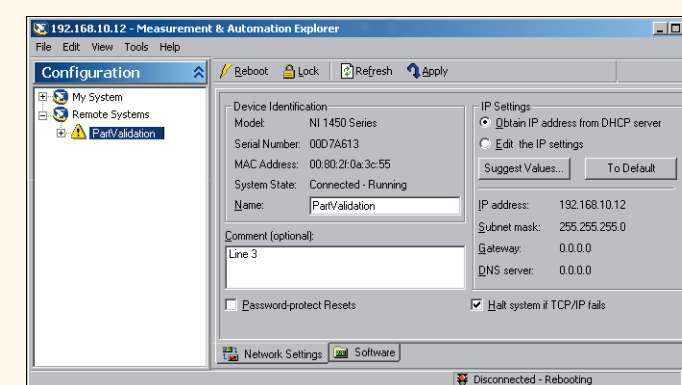 192.168.10.12 - Measurement & Automation Explorer
File Edit View Tools Help
Configuration
Reboot Lock Refresh Apply
My System
Remote Systems
PartValidation
Device Identification
Model: NI 1450 Series
Serial Number: 00D7A613
MAC Address: 00:80:2f:0a:3c:55
System State: Connected - Running
Name: PartValidation
Comment (optional):
Line 3
Password-protect Resets
IP Settings
Obtain IP address from DHCP server
Edit the IP settings
Suggest Values... To Default
IP address: 192.168.10.12
Subnet mask: 255.255.255.0
Gateway: 0.0.0.0
DNS server: 0.0.0.0
Halt system if TCP/IP fails
Network Settings Software
Disconnected - Rebooting